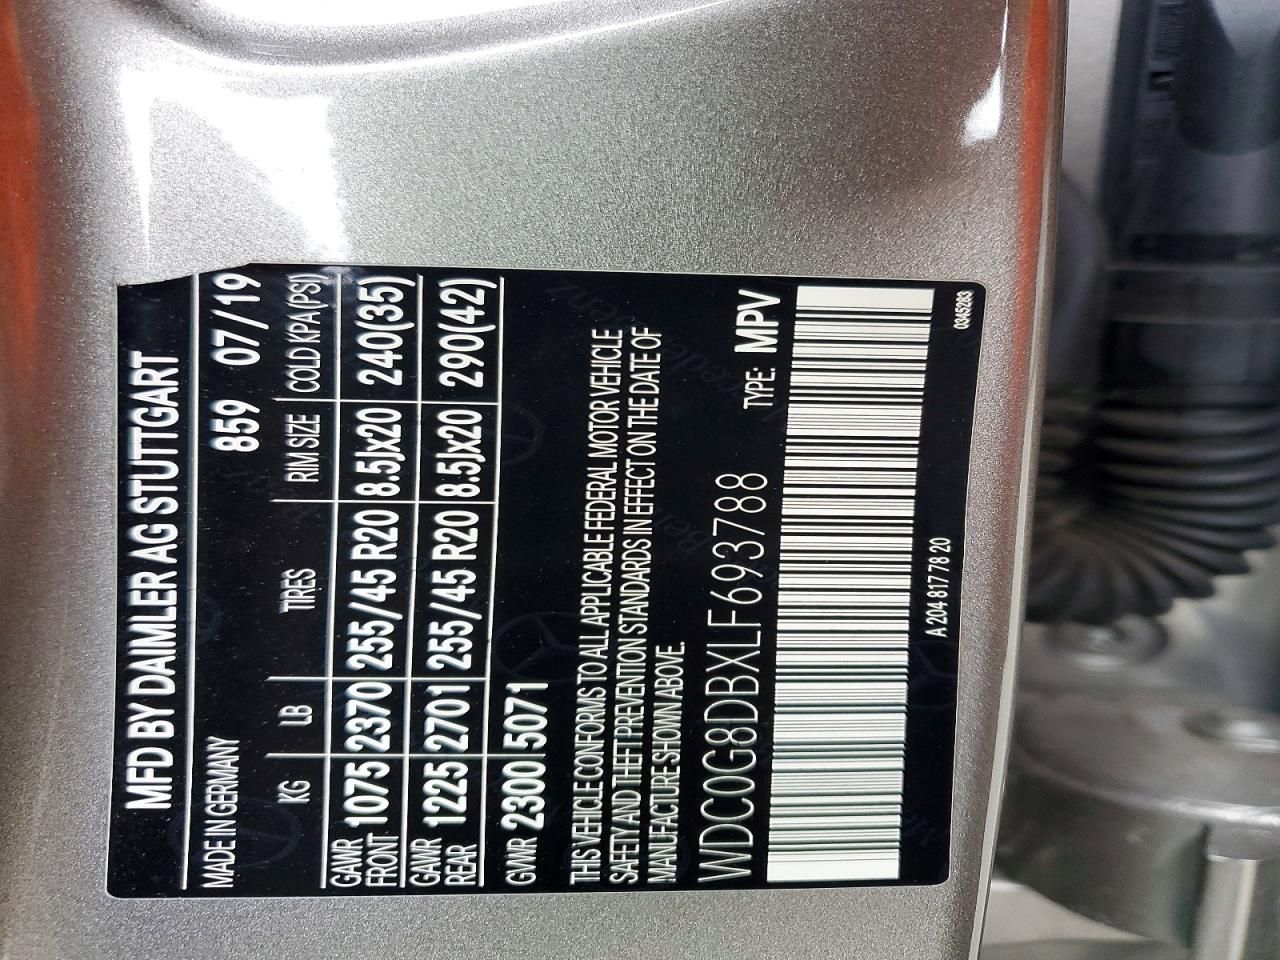 MFD BY DAIMLER AG STUTTGART
MADE IN GERMANY 859 07/19
KG LB TIRES RIM SIZE COLD KPA(PSI)
GAWR FRONT 1075 2370 255/45 R20 8.5Jx20 240(35)
GAWR REAR 1225 2701 255/45 R20 8.5Jx20 290(42)
GWR 2300 5071
THIS VEHICLE CONFORMS TO ALL APPLICABLE FEDERAL MOTOR VEHICLE
SAFETY AND THEFT PREVENTION STANDARDS IN EFFECT ON THE DATE OF
MANUFACTURE SHOWN ABOVE.
WDC0G8DBXLF693788 TYPE: MPV
A 204 817 78 20 0345283